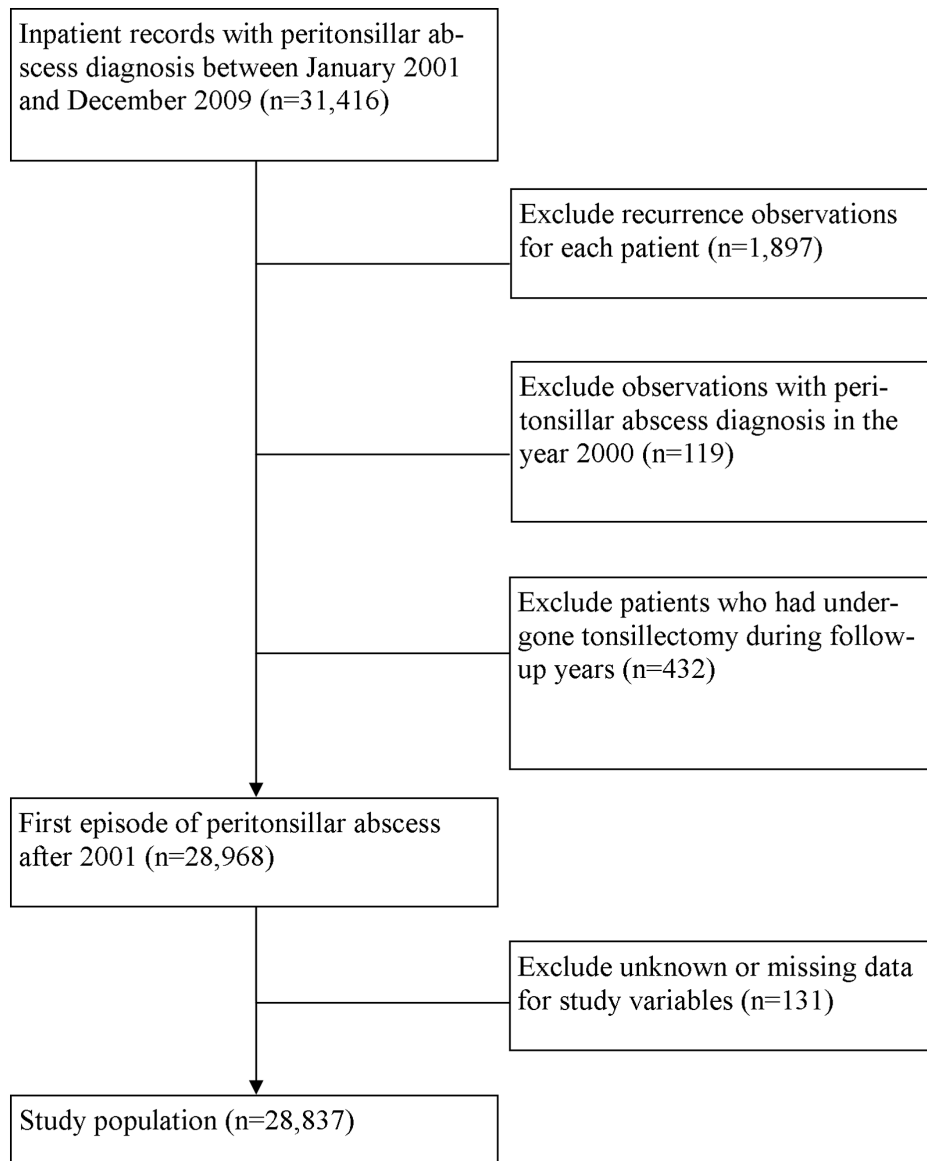 Inpatient records with peritonsillar ab-
scess diagnosis between January 2001
and December 2009 (n=31,416)
Exclude recurrence observations
for each patient (n=1,897)
Exclude observations with peri-
tonsillar abscess diagnosis in the
year 2000 (n=119)
Exclude patients who had under-
gone tonsillectomy during follow-
up years (n=432)
First episode of peritonsillar abscess
after 2001 (n=28,968)
Exclude unknown or missing data
for study variables (n=131)
Study population (n=28,837)